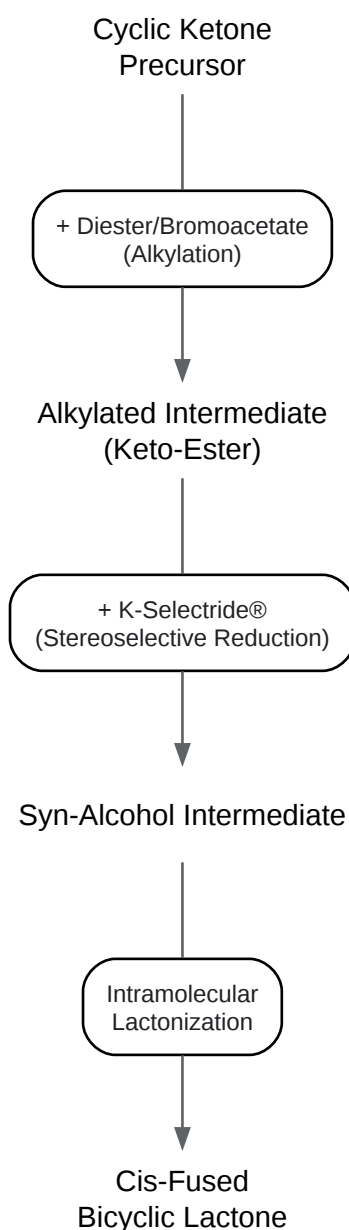 Cyclic Ketone
Precursor
+ Diester/Bromoacetate
(Alkylation)
Alkylated Intermediate
(Keto-Ester)
+ K-Selectride®
(Stereoselective Reduction)
Syn-Alcohol Intermediate
Intramolecular
Lactonization
Cis-Fused
Bicyclic Lactone